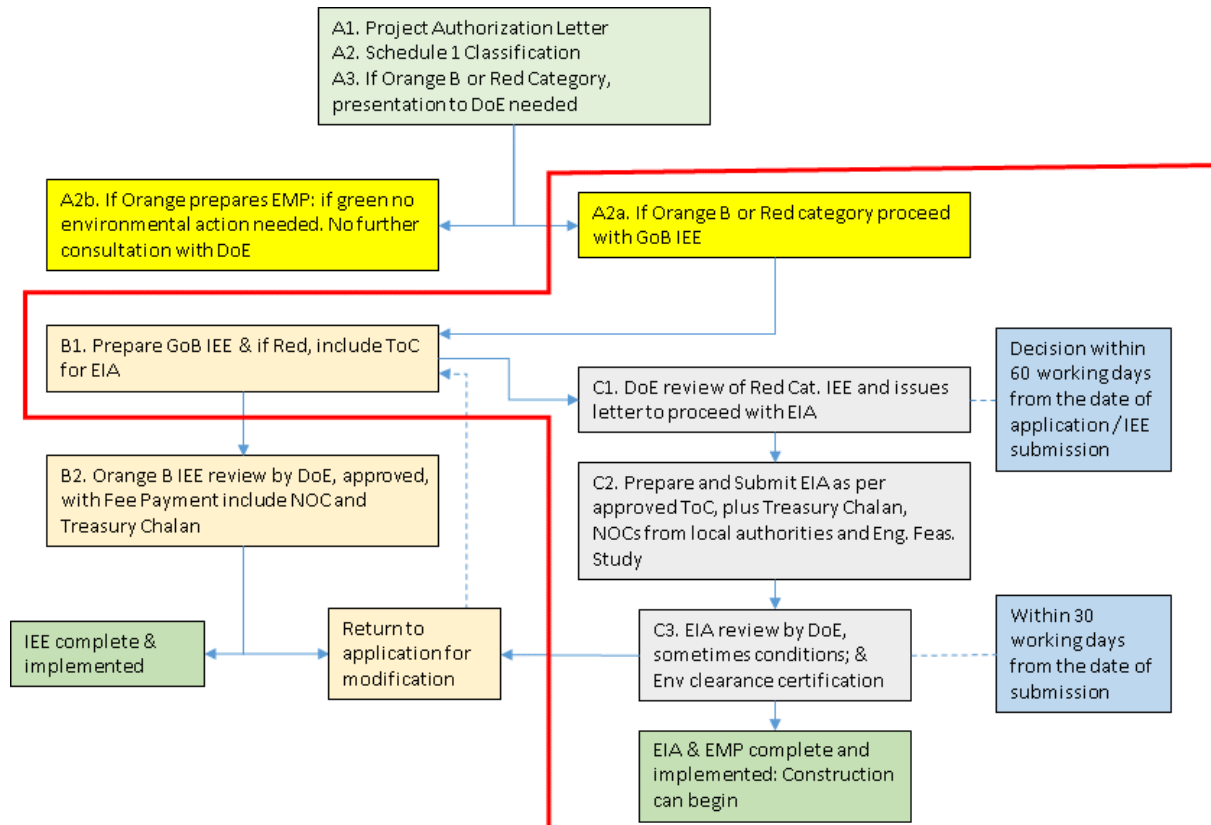 A1. Project Authorization Letter
A2. Schedule 1 Classification
A3. If Orange B or Red Category,
presentation to DoE needed
A2b. If Orange prepares EMP: if green no
environmental action needed. No further
consultation with DoE
A2a. If Orange B or Red category proceed
with GoB IEE
B1. Prepare GoB IEE & if Red, include ToC
for EIA
C1. DoE review of Red Cat. IEE and issues
letter to proceed with EIA
Decision within
60 working days
from the date of
application / IEE
submission
B2. Orange B IEE review by DoE, approved,
with Fee Payment include NOC and
Treasury Chalan
C2. Prepare and Submit EIA as per
approved ToC, plus Treasury Chalan,
NOCs from local authorities and Eng. Feas.
Study
IEE complete &
implemented
Return to
application for
modification
C3. EIA review by DoE,
sometimes conditions; &
Env clearance certification
Within 30
working days
from the date of
submission
EIA & EMP complete and
implemented: Construction
can begin